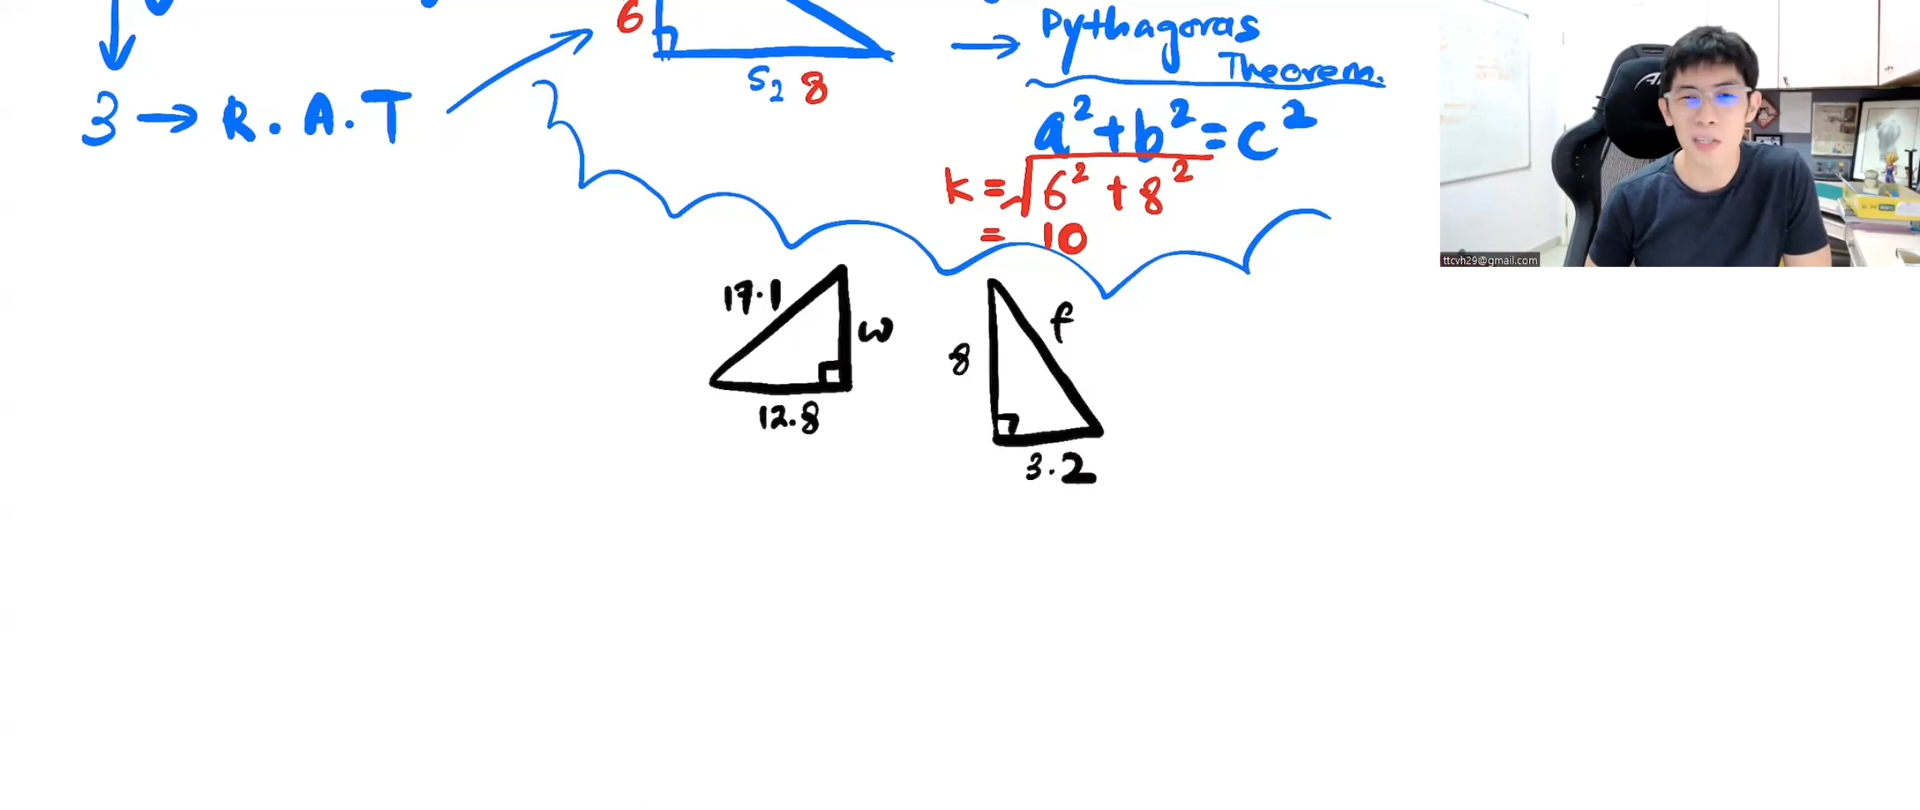 6
S2 8
3 → R.A.T
→ Pythagoras
Theorem.
a²+b²=c²
k=√6²+8²
= 10
17.1
w
12.8
8
f
3.2
ttcvh29@gmail.com